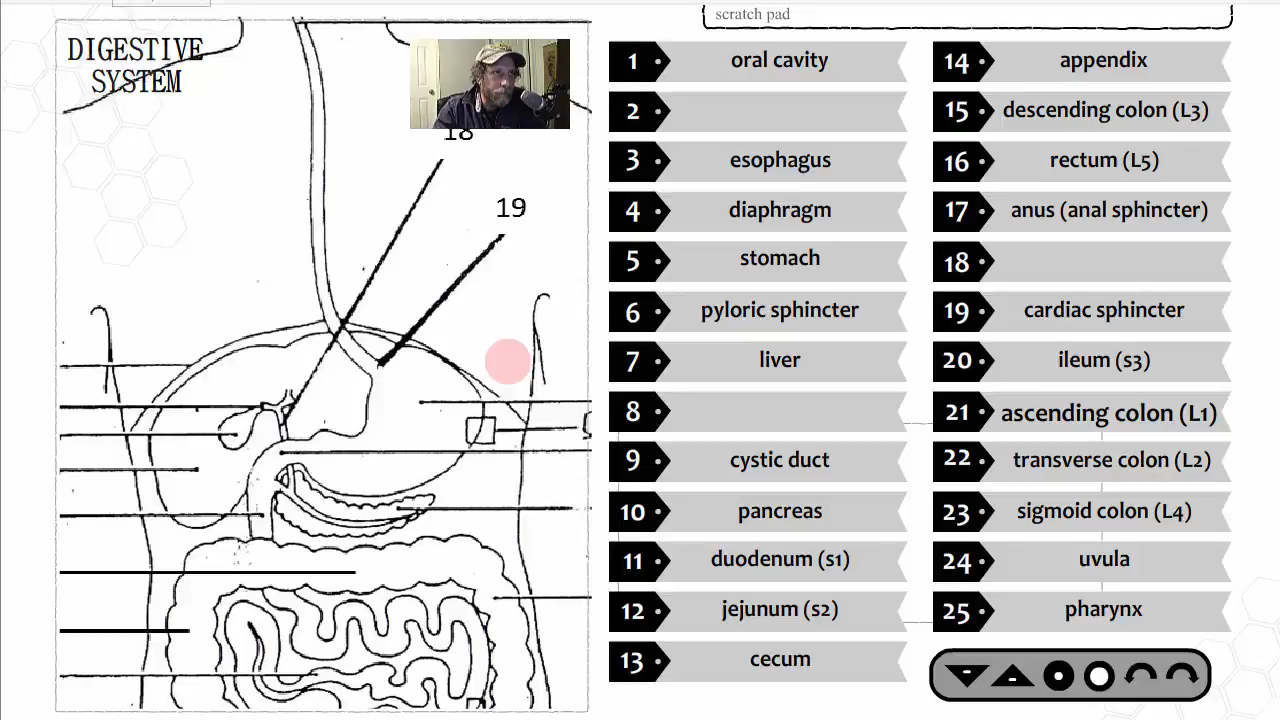 scratch pad
DIGESTIVE
SYSTEM
18
19
1 oral cavity
2
3 esophagus
4 diaphragm
5 stomach
6 pyloric sphincter
7 liver
8
9 cystic duct
10 pancreas
11 duodenum (s1)
12 jejunum (s2)
13 cecum
14 appendix
15 descending colon (L3)
16 rectum (L5)
17 anus (anal sphincter)
18
19 cardiac sphincter
20 ileum (s3)
21 ascending colon (L1)
22 transverse colon (L2)
23 sigmoid colon (L4)
24 uvula
25 pharynx